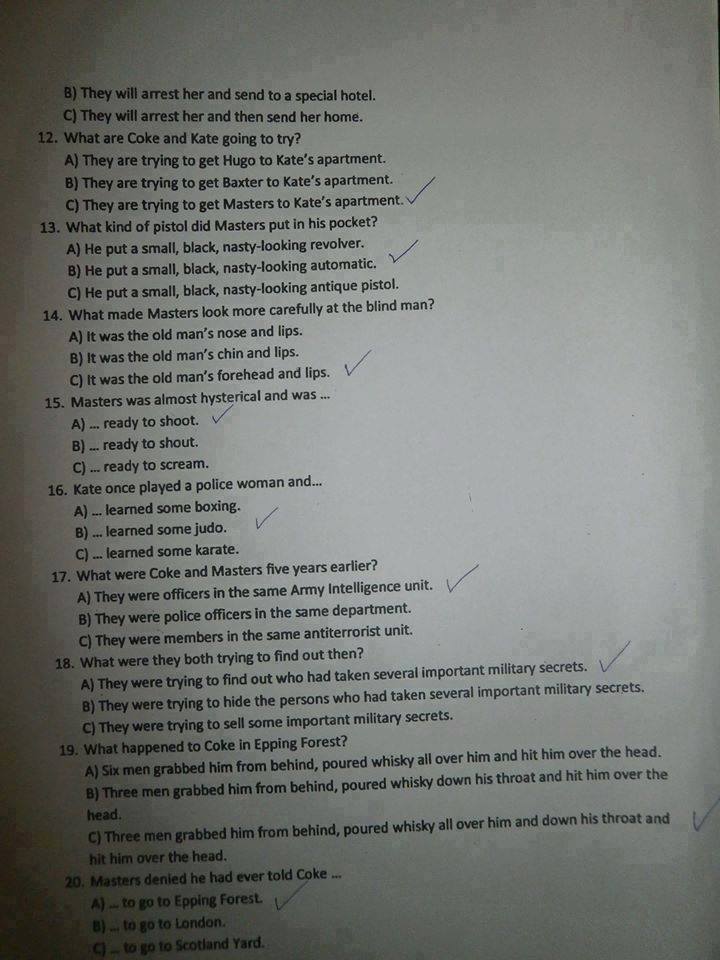 B) They will arrest her and send to a special hotel.
C) They will arrest her and then send her home.
12. What are Coke and Kate going to try?
A) They are trying to get Hugo to Kate's apartment.
B) They are trying to get Baxter to Kate's apartment.
C) They are trying to get Masters to Kate's apartment.
13. What kind of pistol did Masters put in his pocket?
A) He put a small, black, nasty-looking revolver.
B) He put a small, black, nasty-looking automatic.
C) He put a small, black, nasty-looking antique pistol.
14. What made Masters look more carefully at the blind man?
A) It was the old man's nose and lips.
B) It was the old man's chin and lips.
C) It was the old man's forehead and lips.
15. Masters was almost hysterical and was ...
A) ... ready to shoot.
B) ... ready to shout.
C) ... ready to scream.
16. Kate once played a police woman and...
A) ... learned some boxing.
B) ... learned some judo.
C) ... learned some karate.
17. What were Coke and Masters five years earlier?
A) They were officers in the same Army Intelligence unit.
B) They were police officers in the same department.
C) They were members in the same antiterrorist unit.
18. What were they both trying to find out then?
A) They were trying to find out who had taken several important military secrets.
B) They were trying to hide the persons who had taken several important military secrets.
C) They were trying to sell some important military secrets.
19. What happened to Coke in Epping Forest?
A) Six men grabbed him from behind, poured whisky all over him and hit him over the head.
B) Three men grabbed him from behind, poured whisky down his throat and hit him over the
head.
C) Three men grabbed him from behind, poured whisky all over him and down his throat and
hit him over the head.
20. Masters denied he had ever told Coke ...
A) ... to go to Epping Forest.
B) ... to go to London.
C) ... to go to Scotland Yard.